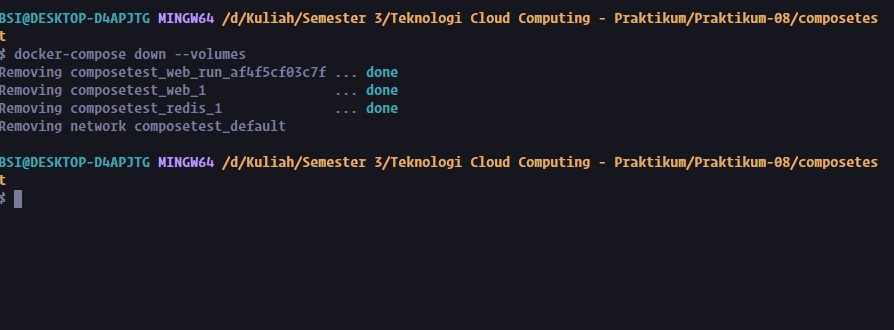 BSI@DESKTOP-D4APJTG MINGW64 /d/Kuliah/Semester 3/Teknologi Cloud Computing - Praktikum/Praktikum-08/composetes
t
$ docker-compose down --volumes
Removing composetest_web_run_af4f5cf03c7f ... done
Removing composetest_web_1                ... done
Removing composetest_redis_1              ... done
Removing network composetest_default
BSI@DESKTOP-D4APJTG MINGW64 /d/Kuliah/Semester 3/Teknologi Cloud Computing - Praktikum/Praktikum-08/composetes
t
$